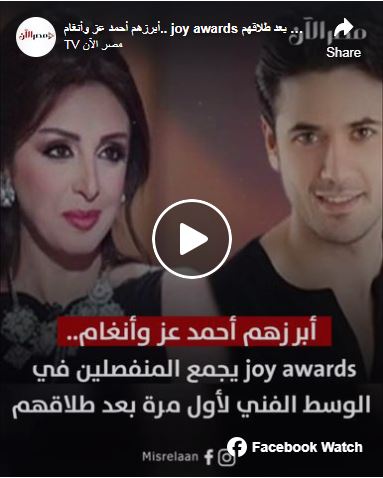 ... بعد طلاقهم joy awards ..أبرزهم أحمد عز وأنغام
مصر الآن TV
مصر الآن
Share
أبرزهم أحمد عز وأنغام..
joy awards يجمع المنفصلين في
الوسط الفني لأول مرة بعد طلاقهم
Facebook Watch
Misrelaan